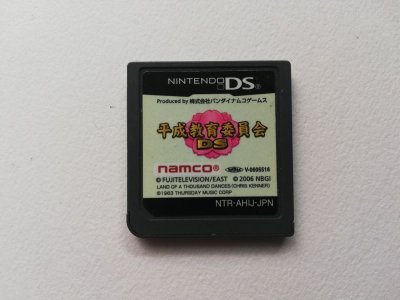 NINTENDO DS®
Produced by 株式会社バンダイナムコゲームス
平成教育委員会
DS
namco®
V-0605516
© FUJITELEVISION/EAST © 2006 NBGI
LAND OF A THOUSAND DANCES (CHRIS KENNER)
©1963 THURSDAY MUSIC CORP
NTR-AHIJ-JPN